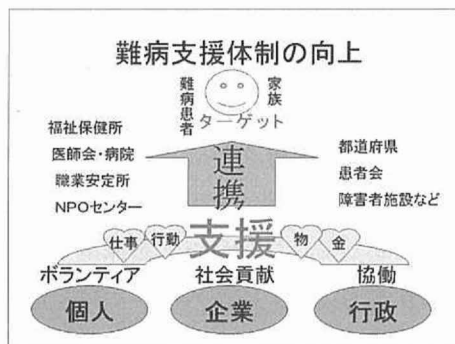 難病支援体制の向上
難病患者
家族
ターゲット
福祉保健所
医師会・病院
職業安定所
NPOセンター
連携
都道府県
患者会
障害者施設など
仕事
行動
支援
物
金
ボランティア
社会貢献
協働
個人
企業
行政